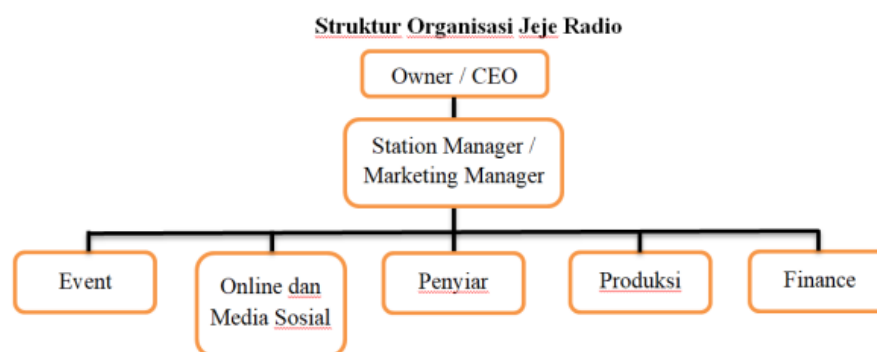 Struktur Organisasi Jeje Radio
Owner / CEO
Station Manager /
Marketing Manager
Event
Online dan
Media Sosial
Penyiar
Produksi
Finance